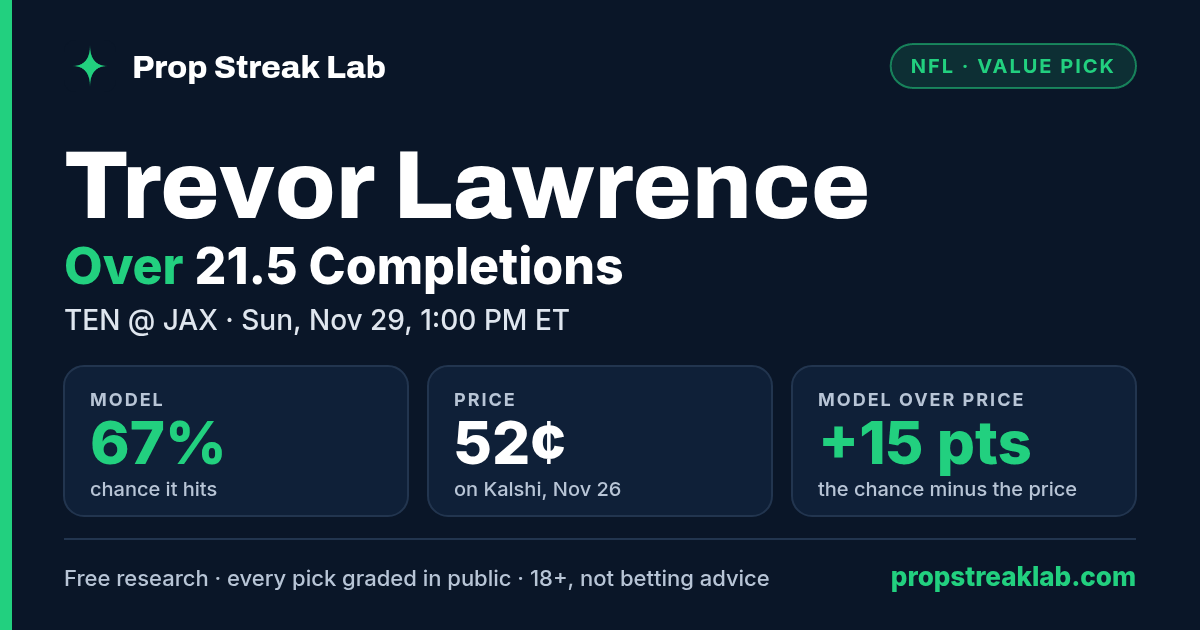 Prop Streak Lab
NFL · VALUE PICK
Trevor Lawrence
Over 21.5 Completions
TEN @ JAX · Sun, Nov 29, 1:00 PM ET
MODEL
67%
chance it hits
PRICE
52¢
on Kalshi, Nov 26
MODEL OVER PRICE
+15 pts
the chance minus the price
Free research · every pick graded in public · 18+, not betting advice
propstreaklab.com